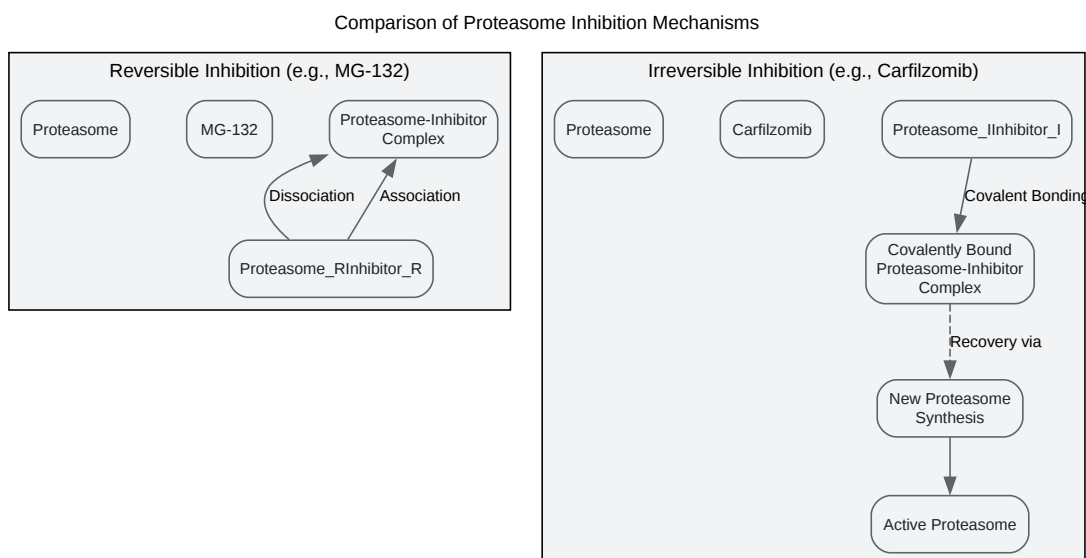 Comparison of Proteasome Inhibition Mechanisms
Reversible Inhibition (e.g., MG-132)
Proteasome
MG-132
Proteasome-Inhibitor
Complex
Dissociation
Association
Proteasome_RInhibitor_R
Irreversible Inhibition (e.g., Carfilzomib)
Proteasome
Carfilzomib
Proteasome_IInhibitor_I
Covalent Bonding
Covalently Bound
Proteasome-Inhibitor
Complex
Recovery via
New Proteasome
Synthesis
Active Proteasome